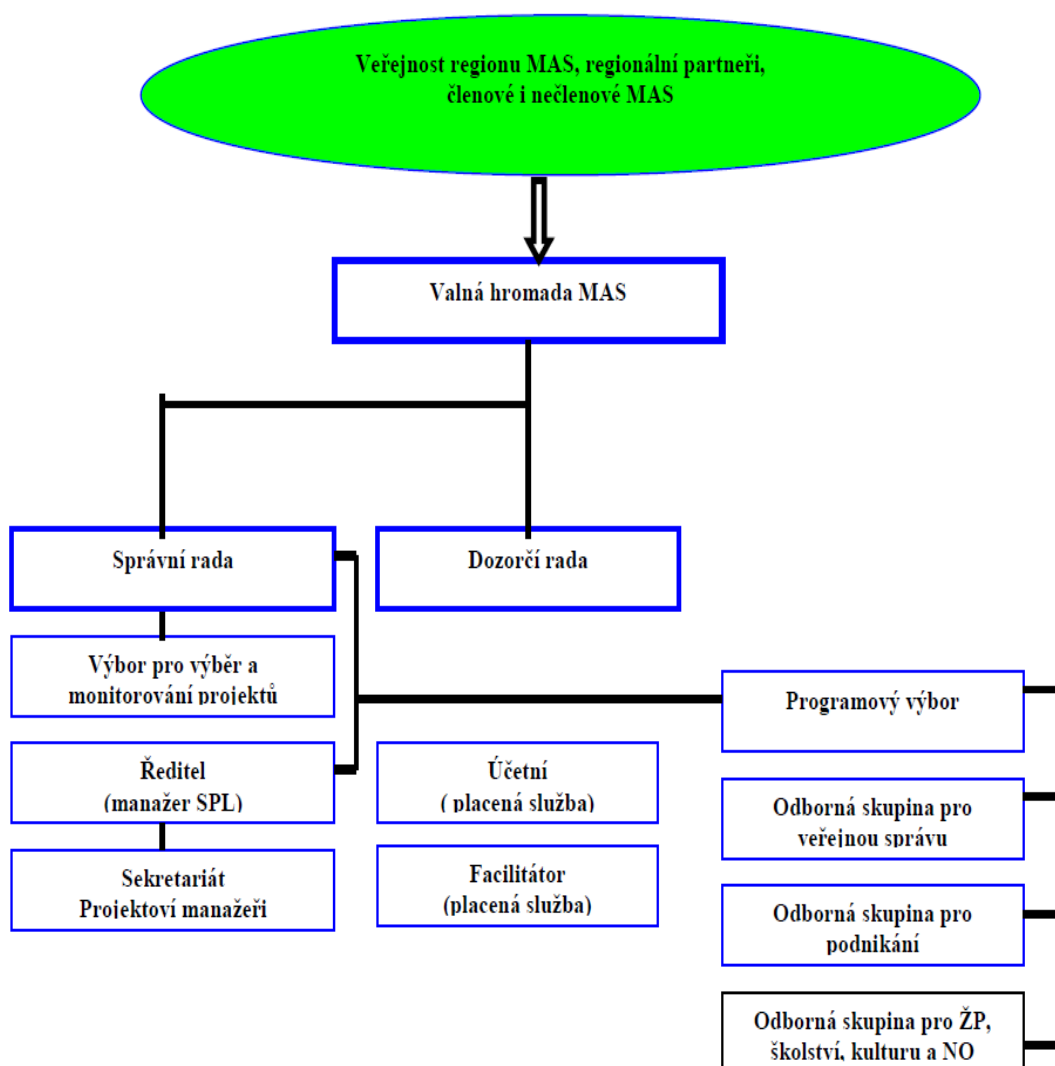 Veřejnost regionu MAS, regionální partneři,
členové i nečlenové MAS
Valná hromada MAS
Správní rada
Dozorčí rada
Výbor pro výběr a
monitorování projektů
Programový výbor
Ředitel
(manažer SPL)
Účetní
( placená služba)
Odborná skupina pro
veřejnou správu
Sekretariát
Projektoví manažeři
Facilitátor
(placená služba)
Odborná skupina pro
podnikání
Odborná skupina pro ŽP,
školství, kulturu a NO